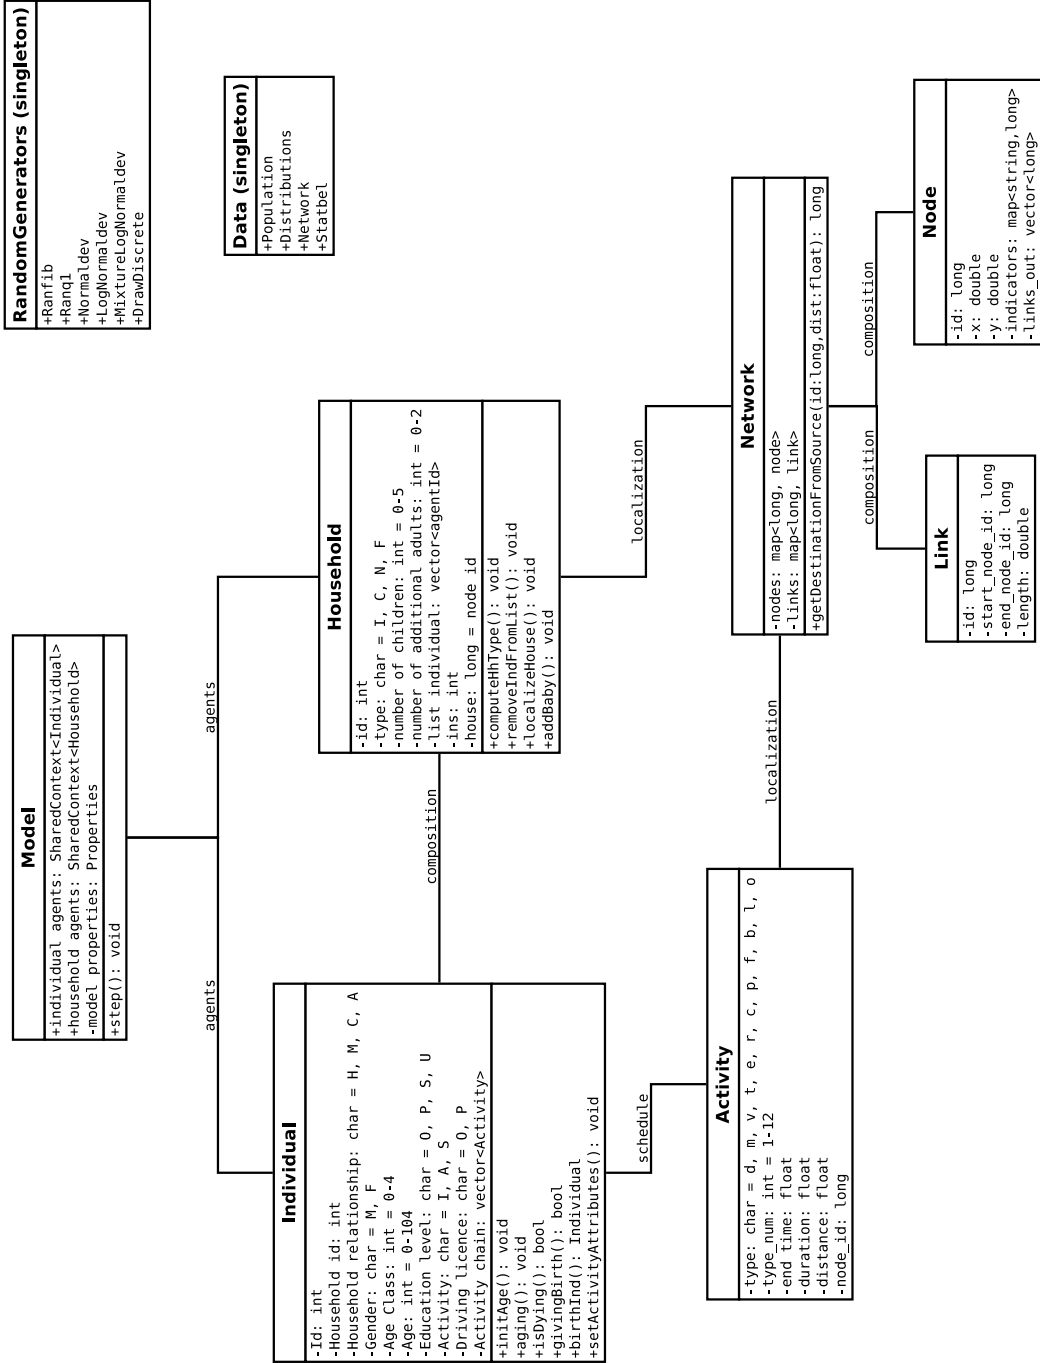 RandomGenerators (singleton)
+Ranfib
+Ranq1
+Normaldev
+LogNormaldev
+MixtureLogNormaldev
+DrawDiscrete
Data (singleton)
+Population
+Distributions
+Network
+Statbel
Model
+individual agents: SharedContext<Individual>
+household agents: SharedContext<Household>
-model properties: Properties
+step(): void
agents
agents
Individual
-Id: int
-Household id: int
-Household relationship: char = H, M, C, A
-Gender: char = M, F
-Age Class: int = 0-4
-Age: int = 0-104
-Education level: char = O, P, S, U
-Activity: char = I, A, S
-Driving licence: char = O, P
-Activity chain: vector<Activity>
+initAge(): void
+aging(): void
+isDying(): bool
+givingBirth(): bool
+birthInd(): Individual
+setActivityAttributes(): void
composition
Household
-id: int
-type: char = I, C, N, F
-number of children: int = 0-5
-number of additional adults: int = 0-2
-list individual: vector<agentId>
-ins: int
-house: long = node id
+computeHhType(): void
+removeIndFromList(): void
+localizeHouse(): void
+addBaby(): void
schedule
localization
Activity
-type: char = d, m, v, t, e, r, c, p, f, b, l, o
-type_num: int = 1-12
-end_time: float
-duration: float
-distance: float
-node_id: long
localization
Network
-nodes: map<long, node>
-links: map<long, link>
+getDestinationFromSource(id:long,dist:float): long
composition
composition
Link
-id: long
-start_node_id: long
-end_node_id: long
-length: double
Node
-id: long
-x: double
-y: double
-indicators: map<string,long>
-links_out: vector<long>